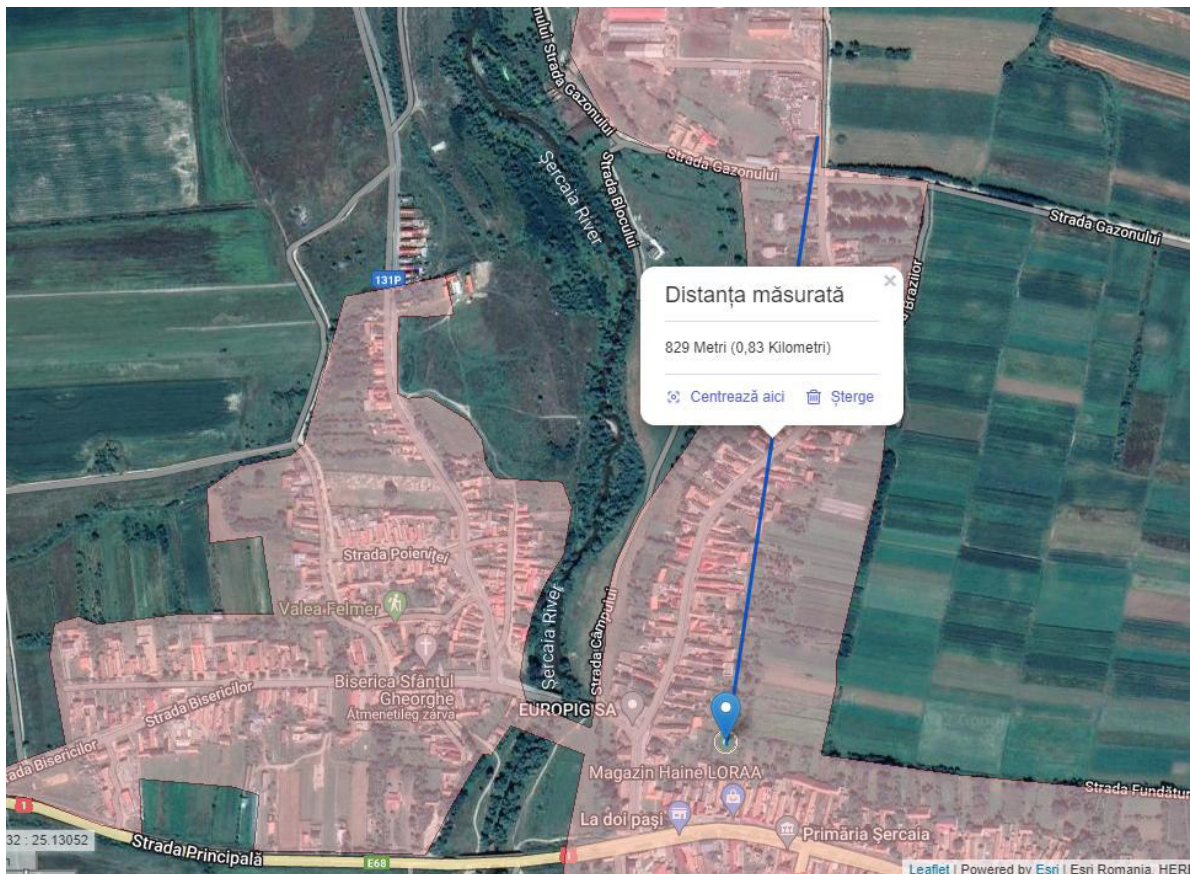 Strada Gazonului
Strada Gazonului
Strada Gazonului
Strada Blocului
Șercaia River
Strada Gazonului
131P
Brazilor
Distanța măsurată
×
829 Metri (0,83 Kilometri)
Centrează aici
Șterge
Strada Poieniței
Valea Felmer
Șercaia River
Strada Câmpului
Biserica Sfântul
Gheorghe
Átmenetileg zárva
EUROPIG SA
Strada Bisericilor
Strada Bisericilor
Magazin Haine LORAA
La doi pași
Primăria Șercaia
1
32 : 25.13052
Strada Principală
E68
1
Leaflet | Powered by Esri | Esri Romania, HERE